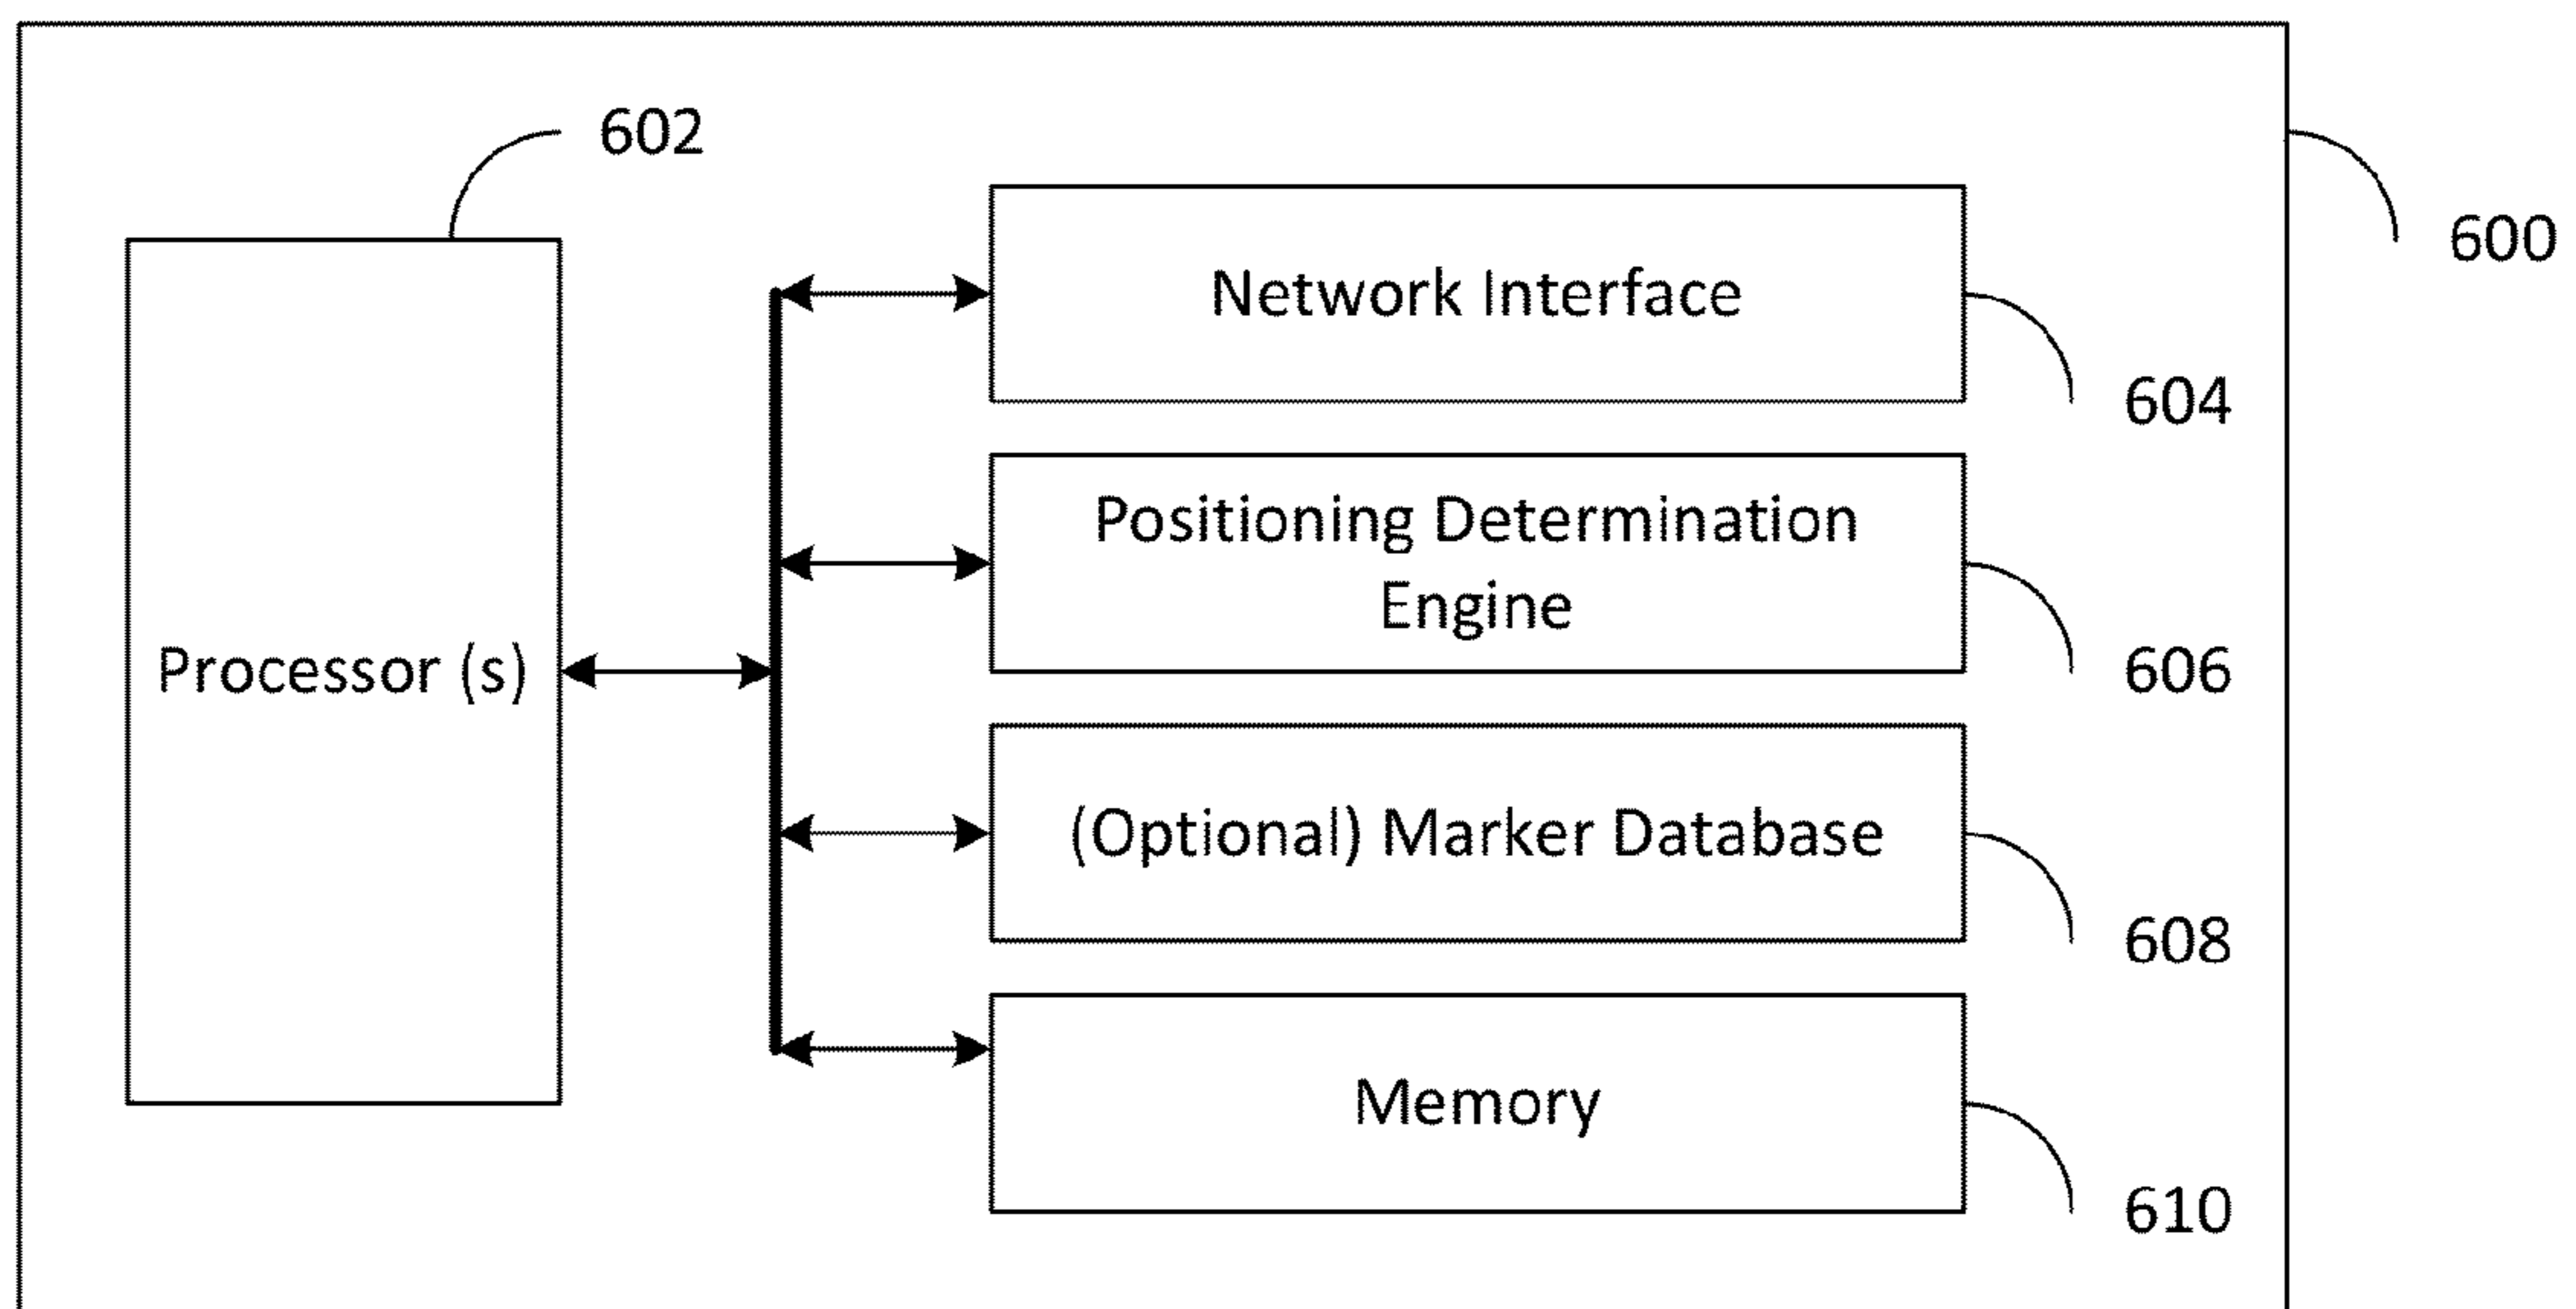 602
600
Network Interface
604
Positioning Determination
Engine
606
Processor (s)
(Optional) Marker Database
608
Memory
610